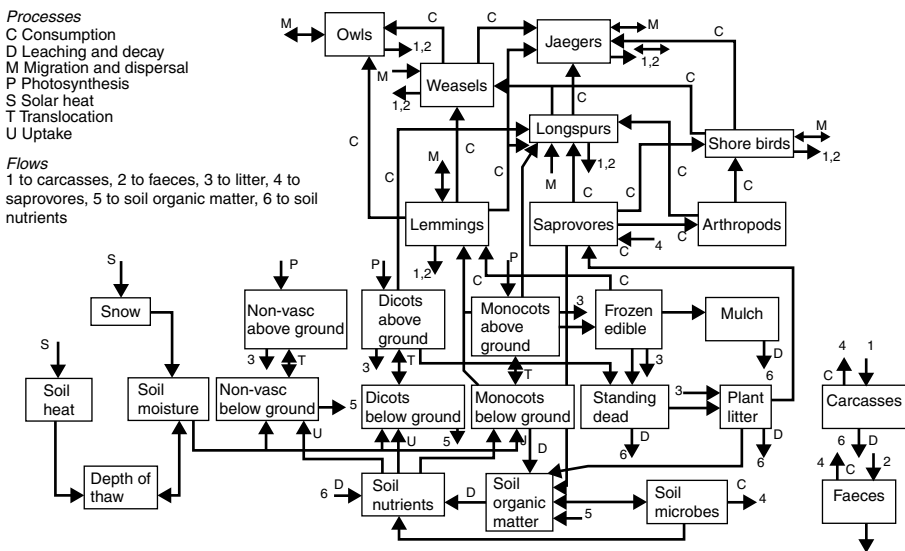 Processes
C Consumption
D Leaching and decay
M Migration and dispersal
P Photosynthesis
S Solar heat
T Translocation
U Uptake
Flows
1 to carcasses, 2 to faeces, 3 to litter, 4 to
saprovores, 5 to soil organic matter, 6 to soil
nutrients
M
Owls
1,2
C
C
Jaegers
M
1,2
C
M
1,2
Weasels
C
C
C
C
C
Longspurs
M
1,2
Shore birds
M
1,2
M
C
C
C
C
C
C
Lemmings
1,2
Saprovores
C
4
C
Arthropods
S
Snow
P
Non-vasc
above ground
3
T
P
Dicots
above
ground
3
T
C
P
Monocots
above
ground
T
3
C
Frozen
edible
3
Mulch
D
6
S
Soil
heat
Soil
moisture
Non-vasc
below ground
5
Dicots
below ground
5
Monocots
below ground
D
Standing
dead
D
6
3
Plant
litter
D
6
4
C
1
Carcasses
6
D
U
U
U
Depth of
thaw
6
D
Soil
nutrients
D
Soil
organic
matter
5
Soil
microbes
C
4
4
C
2
Faeces